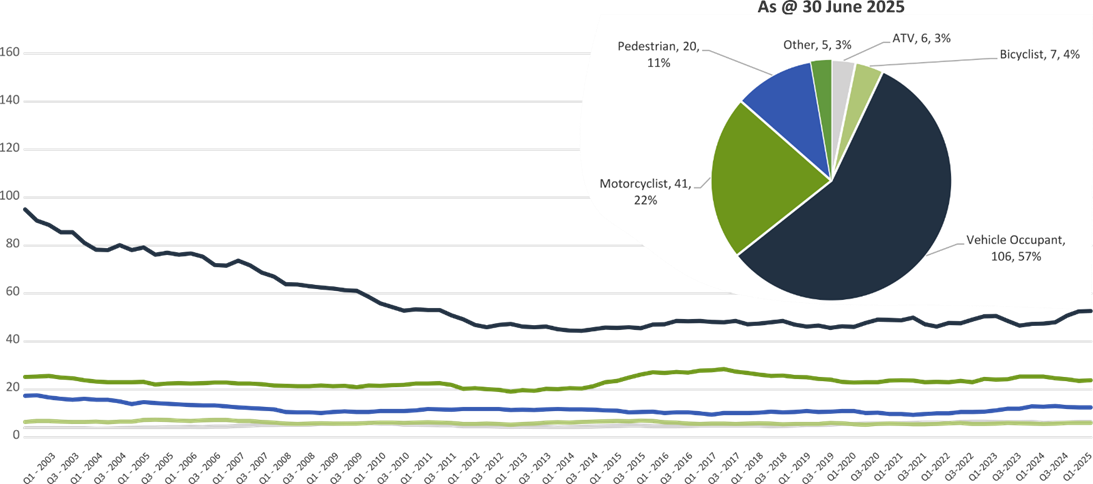 As @ 30 June 2025
Pedestrian, 20,
11%
Other, 5, 3%
ATV, 6, 3%
Bicyclist, 7, 4%
Motorcyclist, 41,
22%
Vehicle Occupant,
106, 57%
160
140
120
100
80
60
40
20
0
Q1 - 2003
Q3 - 2003
Q1 - 2004
Q3 - 2004
Q1 - 2005
Q3 - 2005
Q1 - 2006
Q3 - 2006
Q1 - 2007
Q3 - 2007
Q1 - 2008
Q3 - 2008
Q1 - 2009
Q3 - 2009
Q1 - 2010
Q3 - 2010
Q1 - 2011
Q3 - 2011
Q1 - 2012
Q3 - 2012
Q1 - 2013
Q3 - 2013
Q1 - 2014
Q3 - 2014
Q1 - 2015
Q3 - 2015
Q1 - 2016
Q3 - 2016
Q1 - 2017
Q3 - 2017
Q1 - 2018
Q3 - 2018
Q1 - 2019
Q3 - 2019
Q1-2020
Q3-2020
Q1-2021
Q3-2021
Q1-2022
Q3-2022
Q1-2023
Q3-2023
Q1-2024
Q3-2024
Q1-2025